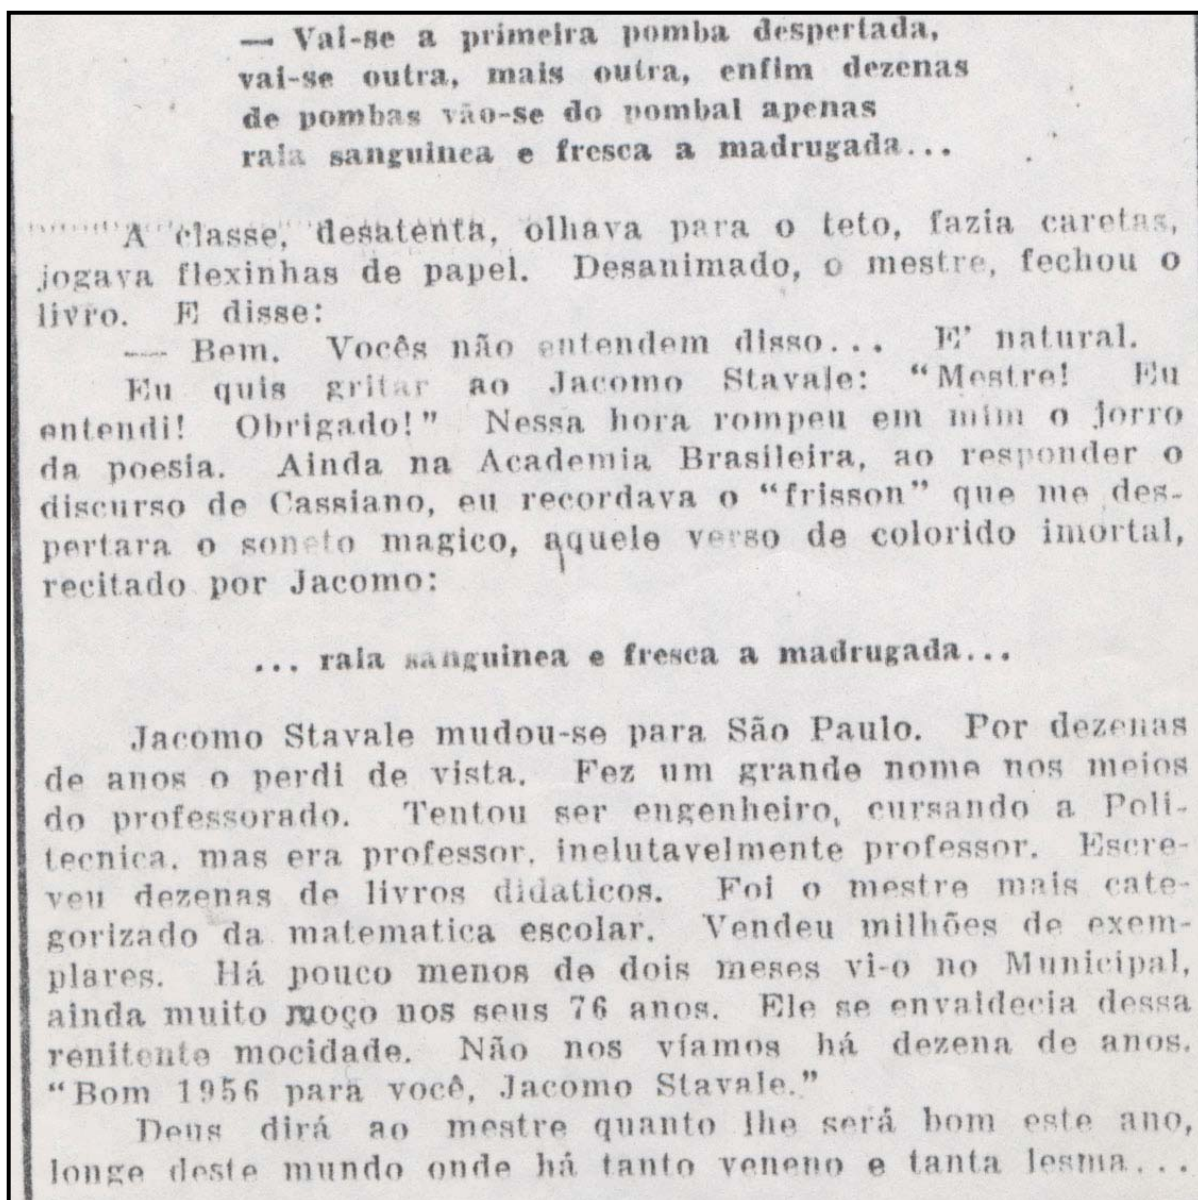 — Vai-se a primeira pomba despertada,
vai-se outra, mais outra, enfim dezenas
de pombas vão-se do pombal apenas
raia sanguinea e fresca a madrugada...
A classe, desatenta, olhava para o teto, fazia caretas,
jogava flexinhas de papel. Desanimado, o mestre, fechou o
livro. E disse:
— Bem. Vocês não entendem disso... E' natural.
Eu quis gritar ao Jacomo Stavale: "Mestre! Eu
entendi! Obrigado!" Nessa hora rompeu em mim o jorro
da poesia. Ainda na Academia Brasileira, ao responder o
discurso de Cassiano, eu recordava o "frisson" que me des-
pertara o soneto magico, aquele verso de colorido imortal,
recitado por Jacomo:
... raia sanguinea e fresca a madrugada...
Jacomo Stavale mudou-se para São Paulo. Por dezenas
de anos o perdi de vista. Fez um grande nome nos meios
do professorado. Tentou ser engenheiro, cursando a Poli-
tecnica, mas era professor, inelutavelmente professor. Escre-
veu dezenas de livros didaticos. Foi o mestre mais cate-
gorizado da matematica escolar. Vendeu milhões de exem-
plares. Há pouco menos de dois meses vi-o no Municipal,
ainda muito moço nos seus 76 anos. Ele se envaidecia dessa
renitente mocidade. Não nos víamos há dezena de anos.
"Bom 1956 para você, Jacomo Stavale."
Deus dirá ao mestre quanto lhe será bom este ano,
longe deste mundo onde há tanto veneno e tanta lesma...